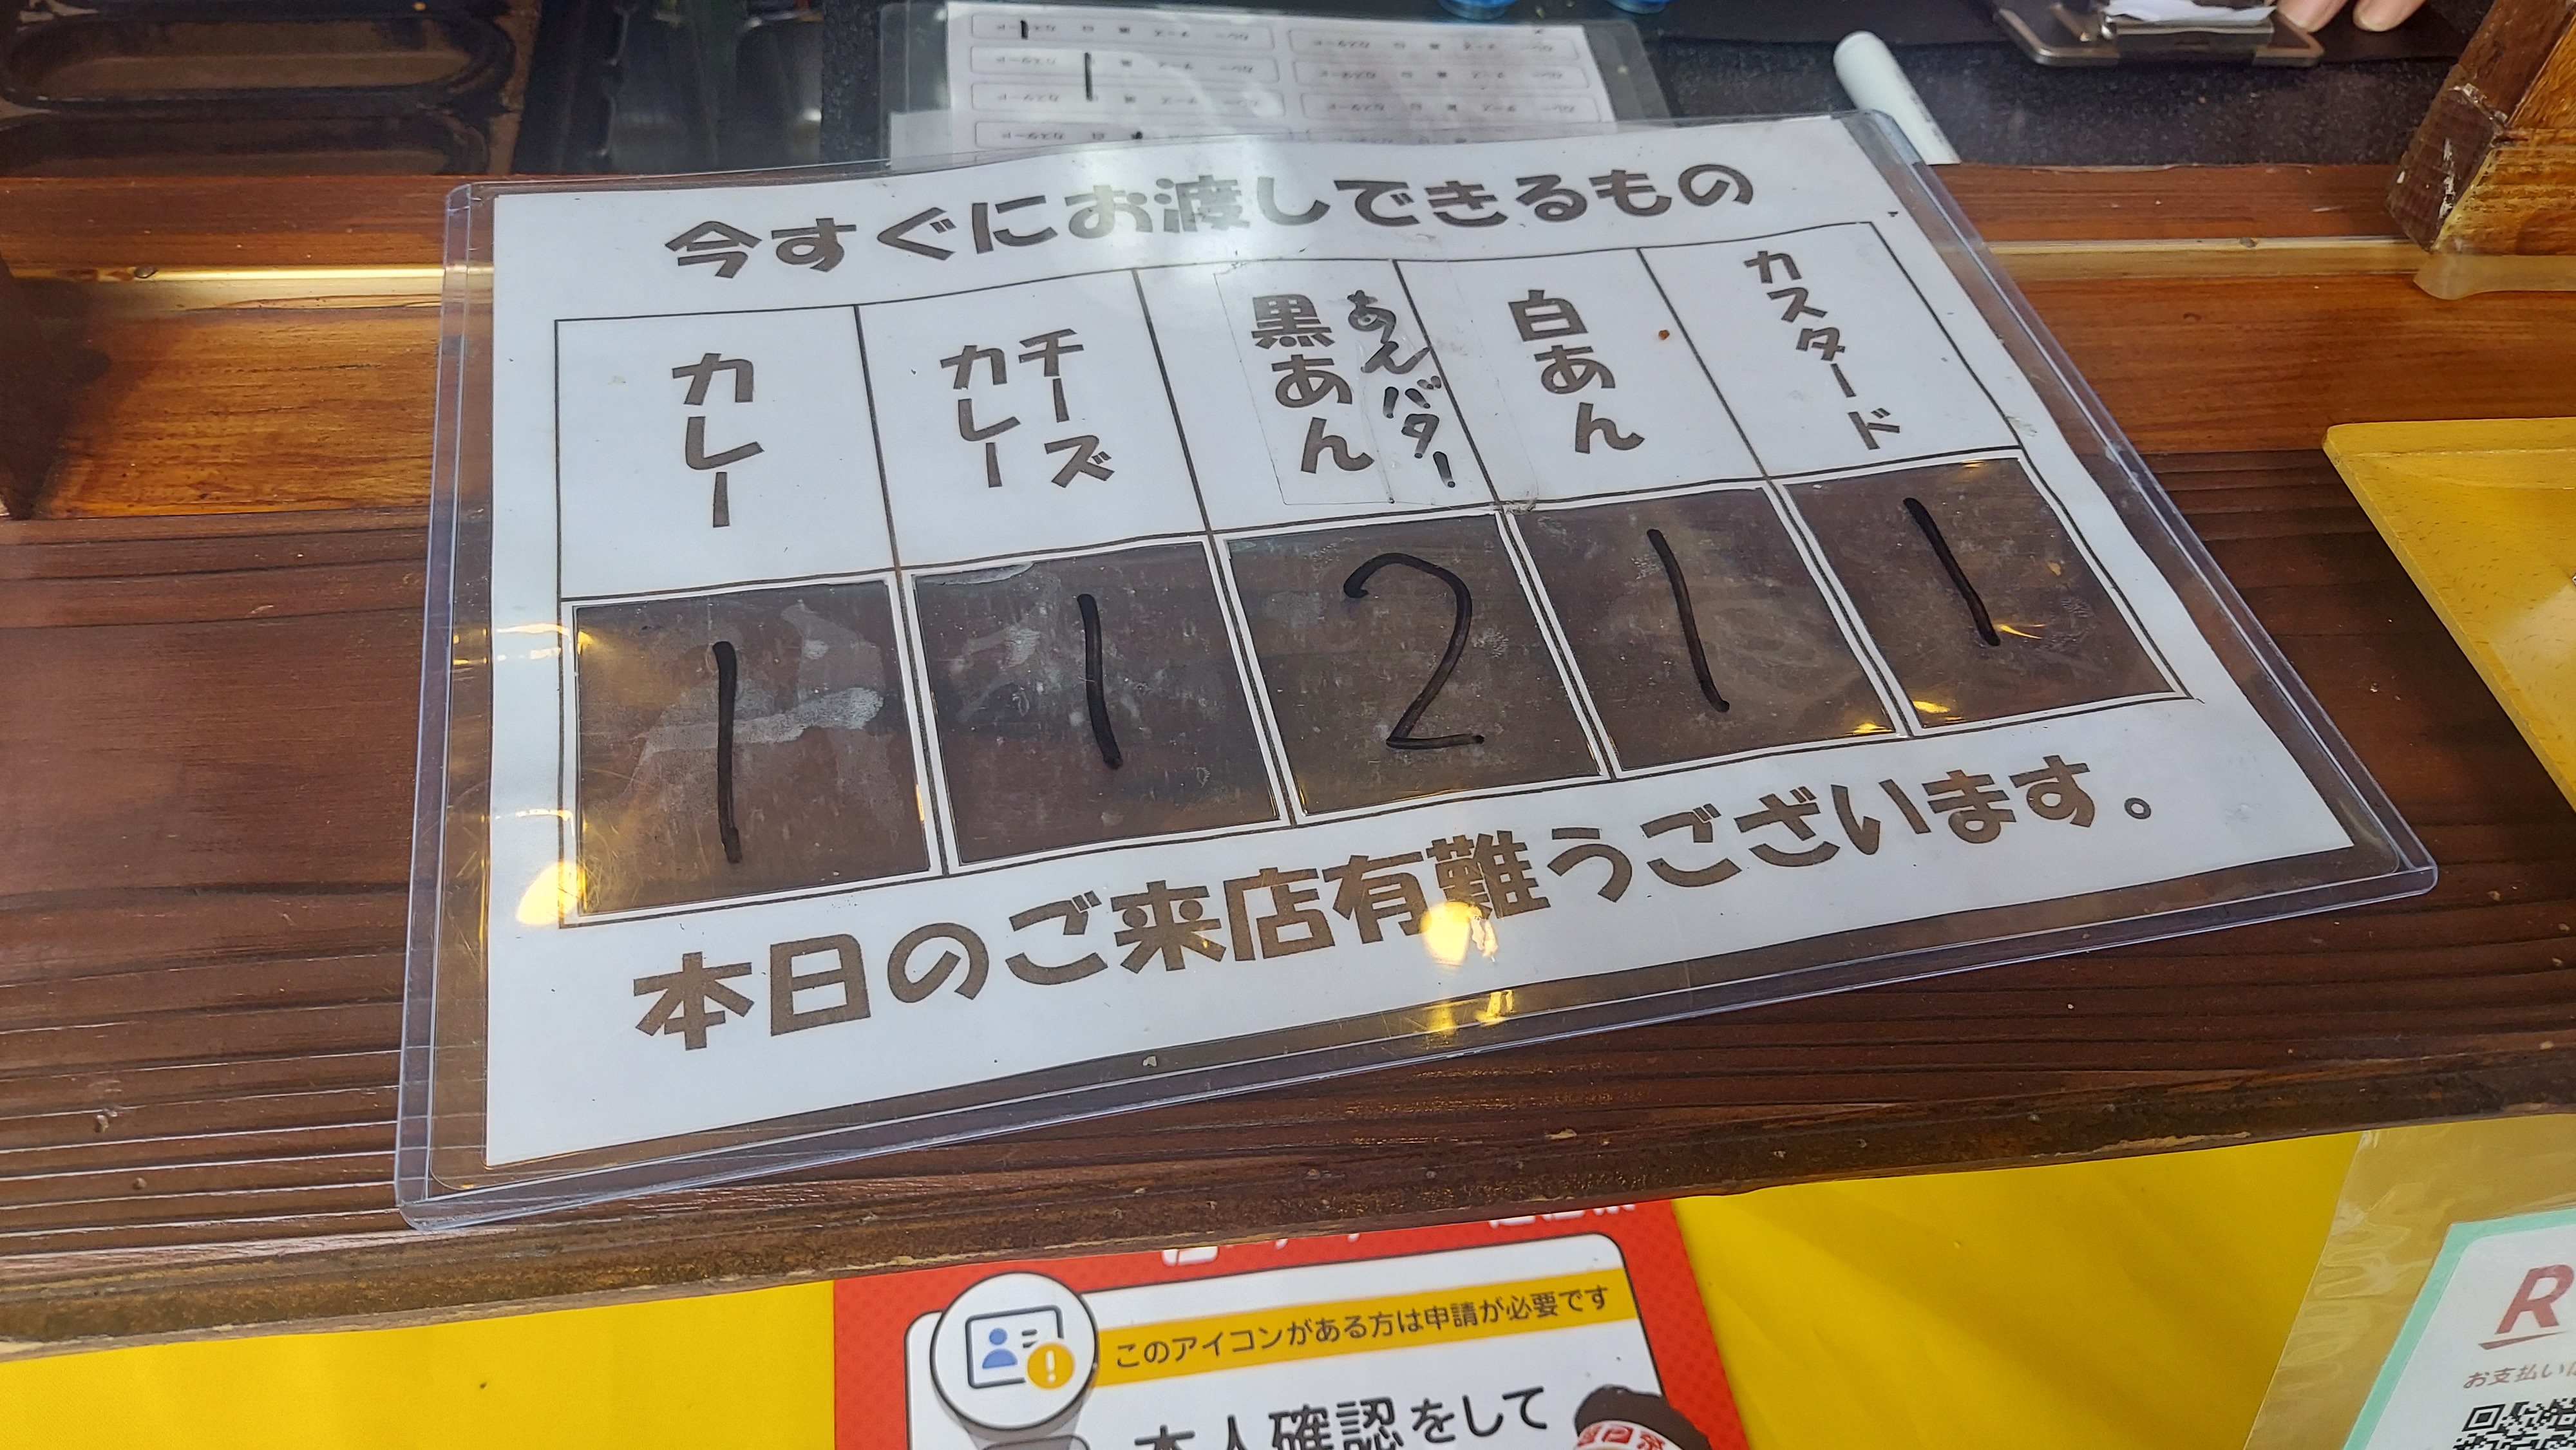 今すぐにお渡しできるもの
カレー
チーズ
カレー
あんバター!
黒あん
白あん
カスタード
1
1
2
1
1
本日のご来店有難うございます。
このアイコンがある方は申請が必要です
本人確認をして
R
お支払い